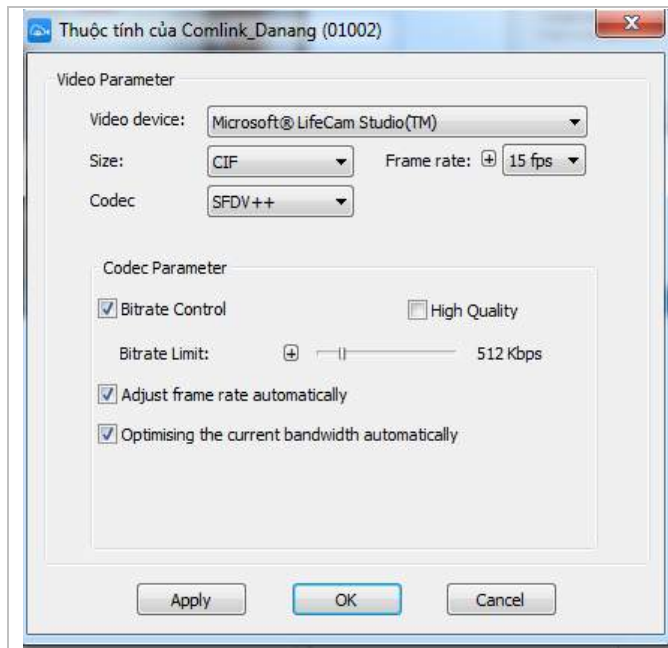 Thuộc tính của Comlink_Danang (01002)
Video Parameter
Video device: Microsoft® LifeCam Studio(TM)
Size: CIF Frame rate: 15 fps
Codec SFDV++
Codec Parameter
Bitrate Control High Quality
Bitrate Limit: 512 Kbps
Adjust frame rate automatically
Optimising the current bandwidth automatically
Apply OK Cancel